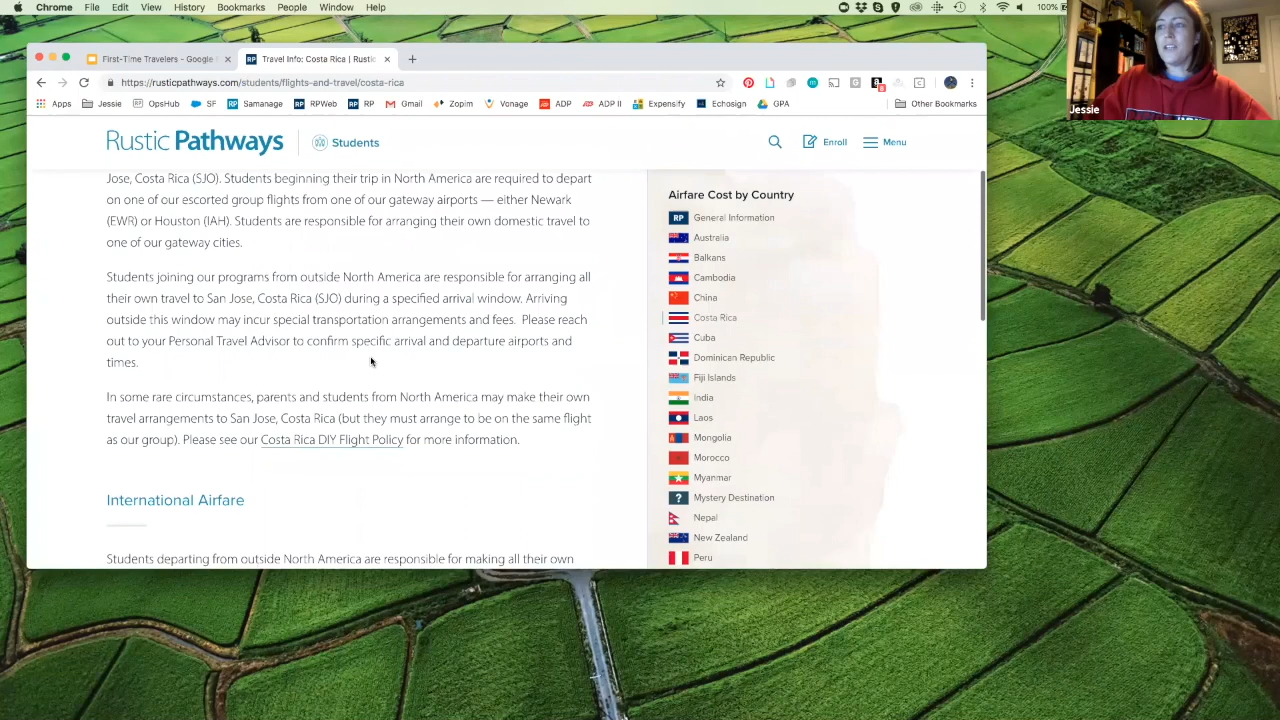 Chrome File Edit View History Bookmarks People Window Help
100%
First-Time Travelers - Google
Travel Info: Costa Rica | Rustic
https://rusticpathways.com/students/flights-and-travel/costa-rica
Apps Jessie OpsHub SF Samanage RPWeb RP Gmail Zopim Vonage ADP ADP II Expensify Echosign GPA Other Bookmarks
Jessie
Rustic Pathways Students Enroll Menu
Jose, Costa Rica (SJO). Students beginning their trip in North America are required to depart
on one of our escorted group flights from one of our gateway airports — either Newark
(EWR) or Houston (IAH). Students are responsible for arranging their own domestic travel to
one of our gateway cities.
Students joining our programs from outside North America are responsible for arranging all
their own travel to San Jose, Costa Rica (SJO) during a specified arrival window. Arriving
outside this window may incur special transportation arrangements and fees. Please reach
out to your Personal Travel Advisor to confirm specific arrival and departure airports and
times.
In some rare circumstances, parents and students from North America may make their own
travel arrangements to San Jose, Costa Rica (but they must arrange to be on the same flight
as our group). Please see our Costa Rica DIY Flight Policy for more information.
International Airfare
Students departing from outside North America are responsible for making all their own
Airfare Cost by Country
RP General Information
Australia
Balkans
Cambodia
China
Costa Rica
Cuba
Dominican Republic
Fiji Islands
India
Laos
Mongolia
Morocco
Myanmar
? Mystery Destination
Nepal
New Zealand
Peru